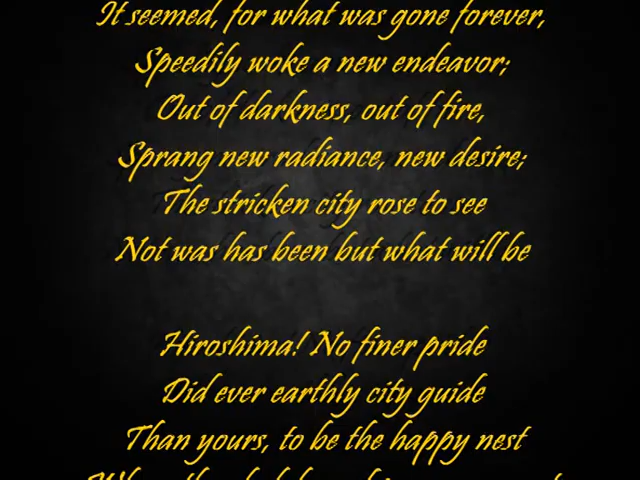 It seemed, for what was gone forever,
Speedily woke a new endeavor;
Out of darkness, out of fire,
Sprang new radiance, new desire;
The stricken city rose to see
Not was has been but what will be
Hiroshima! No finer pride
Did ever earthly city guide
Than yours, to be the happy nest